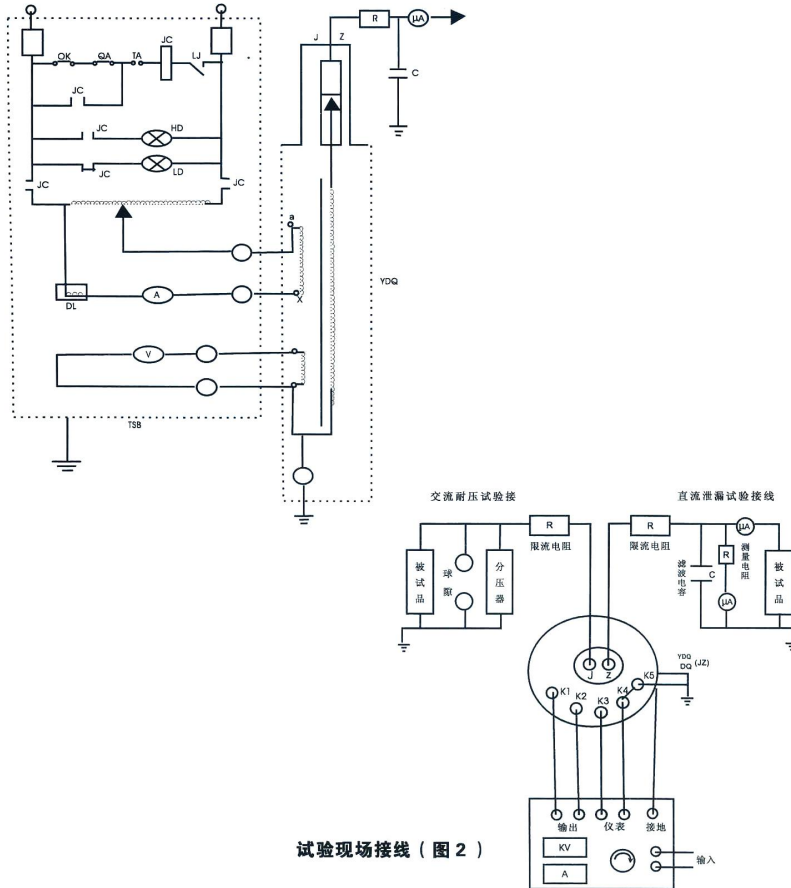 J Z
R
μA
C
OK
QA
TA
JC
LJ
JC
JC
HD
JC
LD
JC
JC
a
X
YDQ
DL
A
V
TSB
交流耐压试验接
直流泄漏试验接线
R
限流电阻
R
限流电阻
μA
被试品
球隙
分压器
滤波电容
C
R
测量电阻
μA
被试品
J Z
YDQ
DQ (JZ)
K1
K2
K3
K4
K5
输出
仪表
接地
KV
A
输入
试验现场接线（图2）